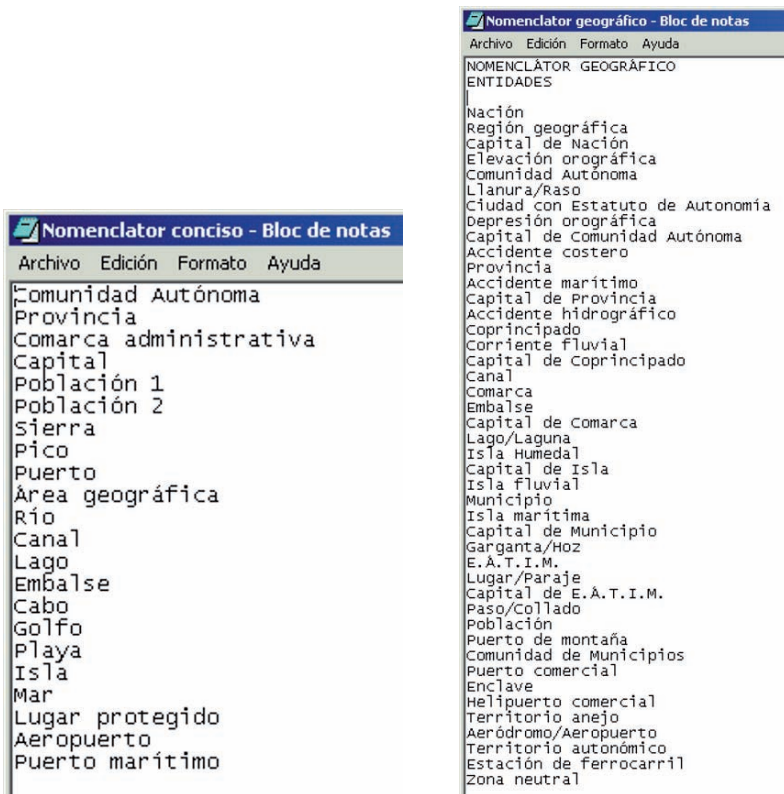 Nomenclator conciso - Bloc de notas
Archivo Edición Formato Ayuda
Comunidad Autónoma
Provincia
Comarca administrativa
Capital
Población 1
Población 2
Sierra
Pico
Puerto
Área geográfica
Río
Canal
Lago
Embalse
Cabo
Golfo
Playa
Isla
Mar
Lugar protegido
Aeropuerto
Puerto marítimo
Nomenclator geográfico - Bloc de notas
Archivo Edición Formato Ayuda
NOMENCLÁTOR GEOGRÁFICO
ENTIDADES
Nación
Región geográfica
Capital de Nación
Elevación orográfica
Comunidad Autónoma
Llanura/Raso
Ciudad con Estatuto de Autonomía
Depresión orográfica
Capital de Comunidad Autónoma
Accidente costero
Provincia
Accidente marítimo
Capital de Provincia
Accidente hidrográfico
Coprincipado
Corriente fluvial
Capital de Coprincipado
Canal
Comarca
Embalse
Capital de Comarca
Lago/Laguna
Isla Humedal
Capital de Isla
Isla fluvial
Municipio
Isla marítima
Capital de Municipio
Garganta/Hoz
E.Á.T.I.M.
Lugar/Paraje
Capital de E.Á.T.I.M.
Paso/Collado
Población
Puerto de montaña
Comunidad de Municipios
Puerto comercial
Enclave
Helipuerto comercial
Territorio anejo
Aeródromo/Aeropuerto
Territorio autonómico
Estación de ferrocarril
Zona neutral